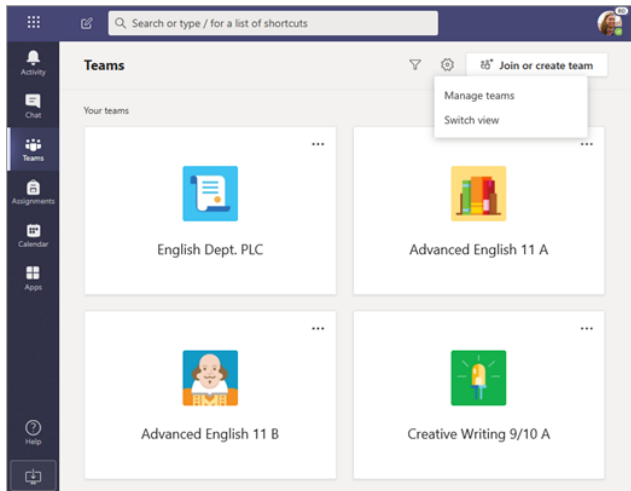 Search or type / for a list of shortcuts
RD
Activity
Chat
Teams
Assignments
Calendar
Apps
Help
Teams
Join or create team
Manage teams
Switch view
Your teams
English Dept. PLC
Advanced English 11 A
Advanced English 11 B
Creative Writing 9/10 A